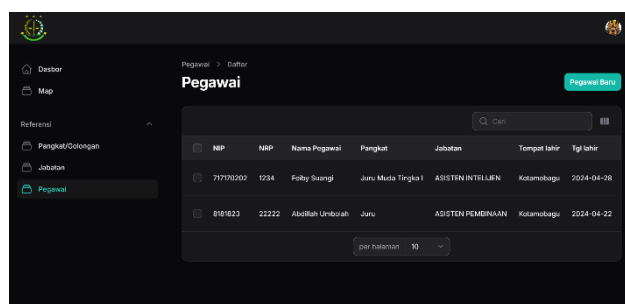 Dasbor
Map
Referensi
Pangkat/Golongan
Jabatan
Pegawai
Pegawai > Daftar
Pegawai
Pegawai Baru
Cari
NIP NRP Nama Pegawai Pangkat Jabatan Tempat lahir Tgl lahir
717170202 1234 Feiby Suangi Juru Muda Tingka I ASISTEN INTELIJEN Kotamobagu 2024-04-28
8181823 22222 Abdillah Umbolah Juru ASISTEN PEMBINAAN Kotamobagu 2024-04-22
per halaman 10